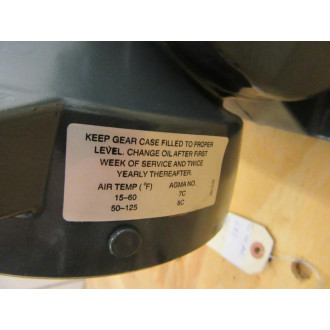 KEEP GEAR CASE FILLED TO PROPER
LEVEL. CHANGE OIL AFTER FIRST
WEEK OF SERVICE AND TWICE
YEARLY THEREAFTER.
AIR TEMP (°F) AGMA NO.
15-60 7C
50-125 8C